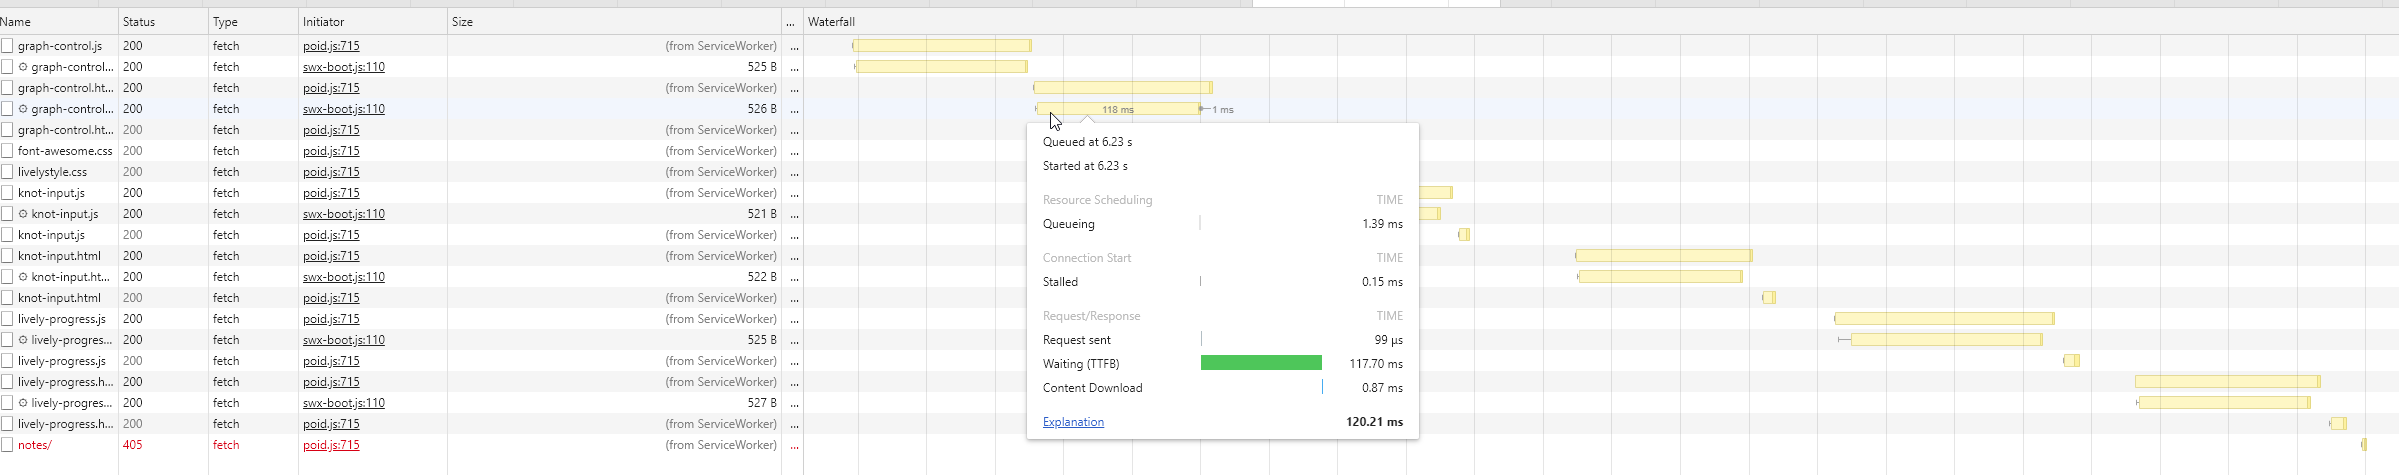 Name Status Type Initiator Size ... Waterfall
graph-control.js 200 fetch poid.js:715 (from ServiceWorker) ...
graph-control... 200 fetch swx-boot.js:110 525 B ...
graph-control.ht... 200 fetch poid.js:715 (from ServiceWorker) ...
graph-control... 200 fetch swx-boot.js:110 526 B ... 118 ms 1 ms
graph-control.ht... 200 fetch poid.js:715 (from ServiceWorker) ...
font-awesome.css 200 fetch poid.js:715 (from ServiceWorker) ...
livelystyle.css 200 fetch poid.js:715 (from ServiceWorker) ...
knot-input.js 200 fetch poid.js:715 (from ServiceWorker) ...
knot-input.js 200 fetch swx-boot.js:110 521 B ...
knot-input.js 200 fetch poid.js:715 (from ServiceWorker) ...
knot-input.html 200 fetch poid.js:715 (from ServiceWorker) ...
knot-input.ht... 200 fetch swx-boot.js:110 522 B ...
knot-input.html 200 fetch poid.js:715 (from ServiceWorker) ...
lively-progress.js 200 fetch poid.js:715 (from ServiceWorker) ...
lively-progres... 200 fetch swx-boot.js:110 525 B ...
lively-progress.js 200 fetch poid.js:715 (from ServiceWorker) ...
lively-progress.h... 200 fetch poid.js:715 (from ServiceWorker) ...
lively-progres... 200 fetch swx-boot.js:110 527 B ...
lively-progress.h... 200 fetch poid.js:715 (from ServiceWorker) ...
notes/ 405 fetch poid.js:715 (from ServiceWorker) ...
Queued at 6.23 s
Started at 6.23 s
Resource Scheduling TIME
Queueing 1.39 ms
Connection Start TIME
Stalled 0.15 ms
Request/Response TIME
Request sent 99 µs
Waiting (TTFB) 117.70 ms
Content Download 0.87 ms
Explanation 120.21 ms